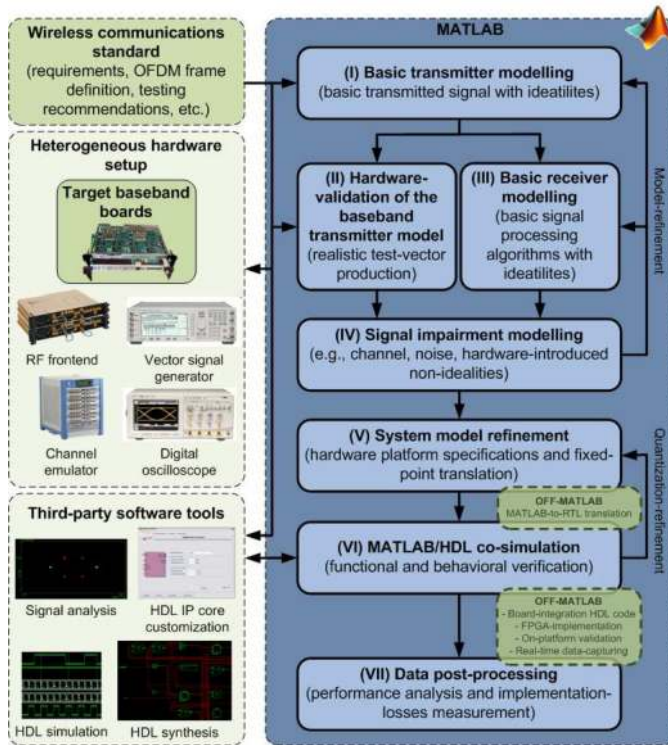 Wireless communications
standard
(requirements, OFDM frame
definition, testing
recommendations, etc.)
Heterogeneous hardware
setup
Target baseband
boards
RF frontend
Vector signal
generator
Channel
emulator
Digital
oscilloscope
Third-party software tools
Signal analysis
HDL IP core
customization
HDL simulation
HDL synthesis
MATLAB
(I) Basic transmitter modelling
(basic transmitted signal with ideatilites)
(II) Hardware-
validation of the
baseband
transmitter model
(realistic test-vector
production)
(III) Basic receiver
modelling
(basic signal
processing
algorithms with
ideatilites)
Model-refinement
(IV) Signal impairment modelling
(e.g., channel, noise, hardware-introduced
non-idealities)
(V) System model refinement
(hardware platform specifications and fixed-
point translation)
Quantization-refinement
OFF-MATLAB
MATLAB-to-RTL translation
(VI) MATLAB/HDL co-simulation
(functional and behavioral verification)
OFF-MATLAB
- Board-integration HDL code
- FPGA-implementation
- On-platform validation
- Real-time data-capturing
(VII) Data post-processing
(performance analysis and implementation-
losses measurement)